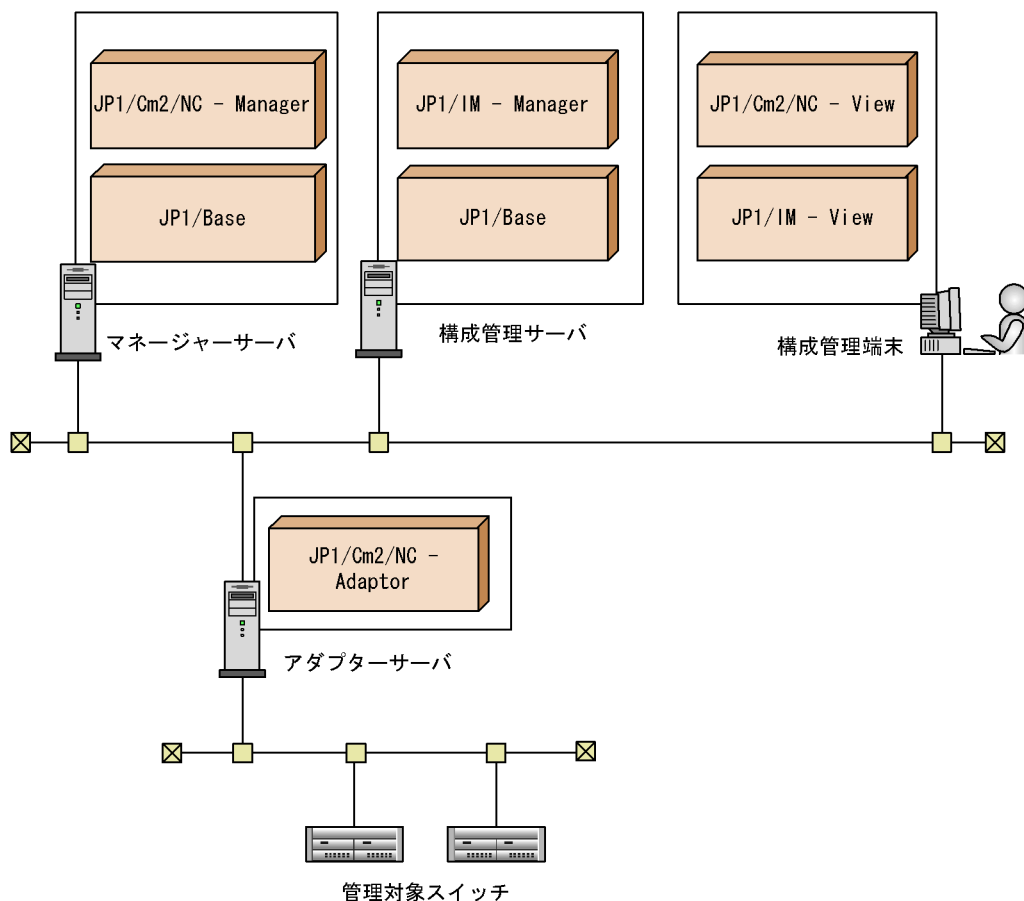 JP1/Cm2/NC - Manager
JP1/Base
マネージャーサーバ
JP1/IM - Manager
JP1/Base
構成管理サーバ
JP1/Cm2/NC - View
JP1/IM - View
構成管理端末
JP1/Cm2/NC -
Adaptor
アダプターサーバ
管理対象スイッチ